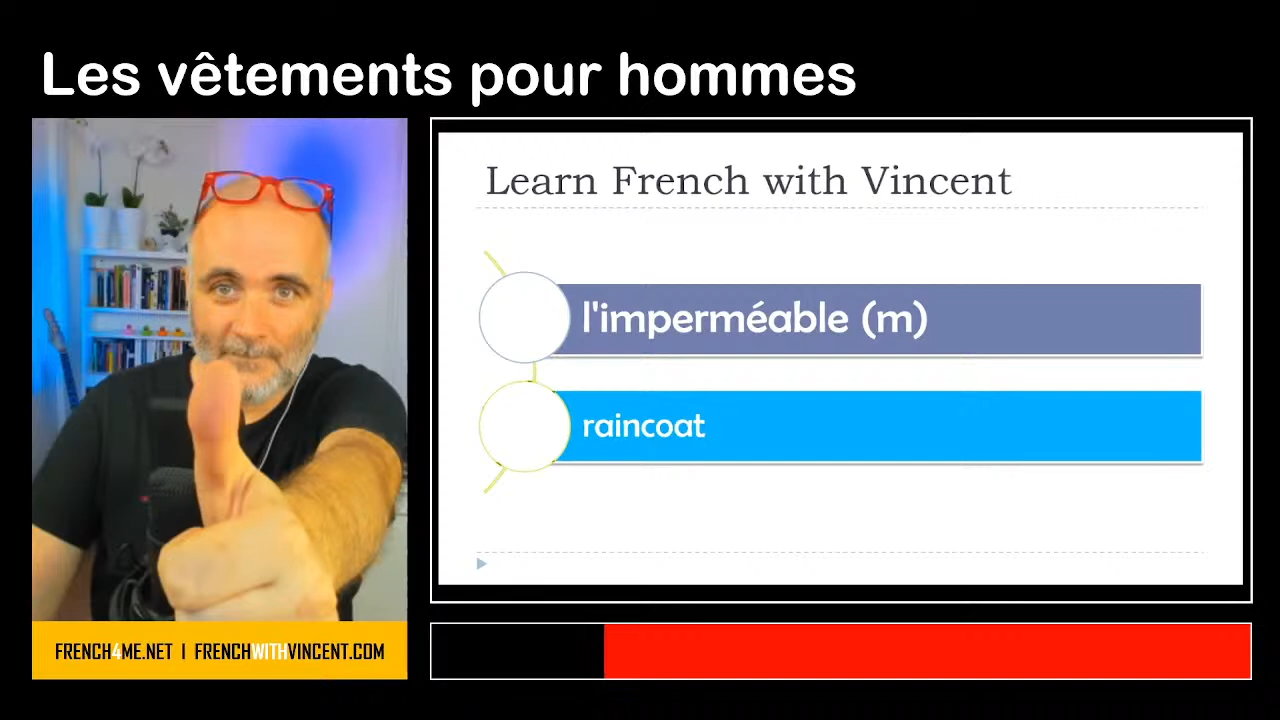 Les vêtements pour hommes
Learn French with Vincent
l'imperméable (m)
raincoat
FRENCH4ME.NET | FRENCHWITHVINCENT.COM